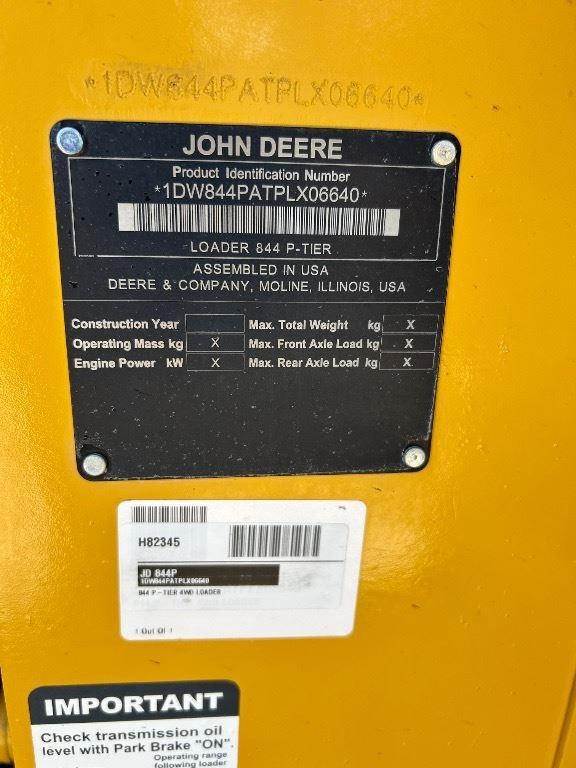 *1DW844PATPLX06640*
JOHN DEERE
Product Identification Number
*1DW844PATPLX06640*
LOADER 844 P-TIER
ASSEMBLED IN USA
DEERE & COMPANY, MOLINE, ILLINOIS, USA
Construction Year Max. Total Weight kg X
Operating Mass kg X Max. Front Axle Load kg X
Engine Power kW X Max. Rear Axle Load kg X
H82345
JD 844P
1DW844PATPLX06640
844 P-TIER 4WD LOADER
1 Out Of 1
IMPORTANT
Check transmission oil
level with Park Brake "ON".
Operating range
following loader